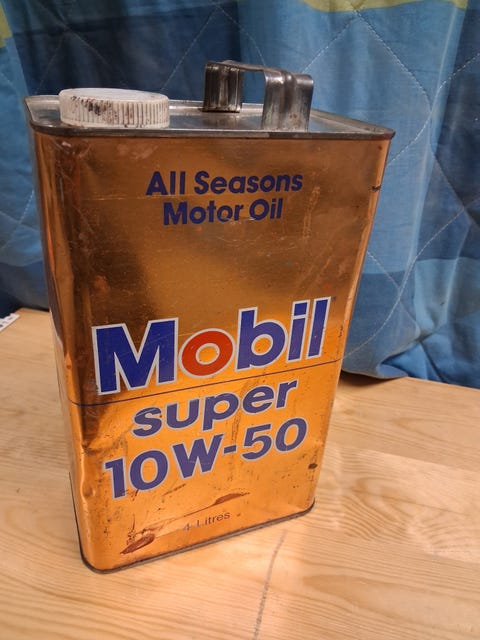 All Seasons
Motor Oil
Mobil
super
10W-50
4 Litres